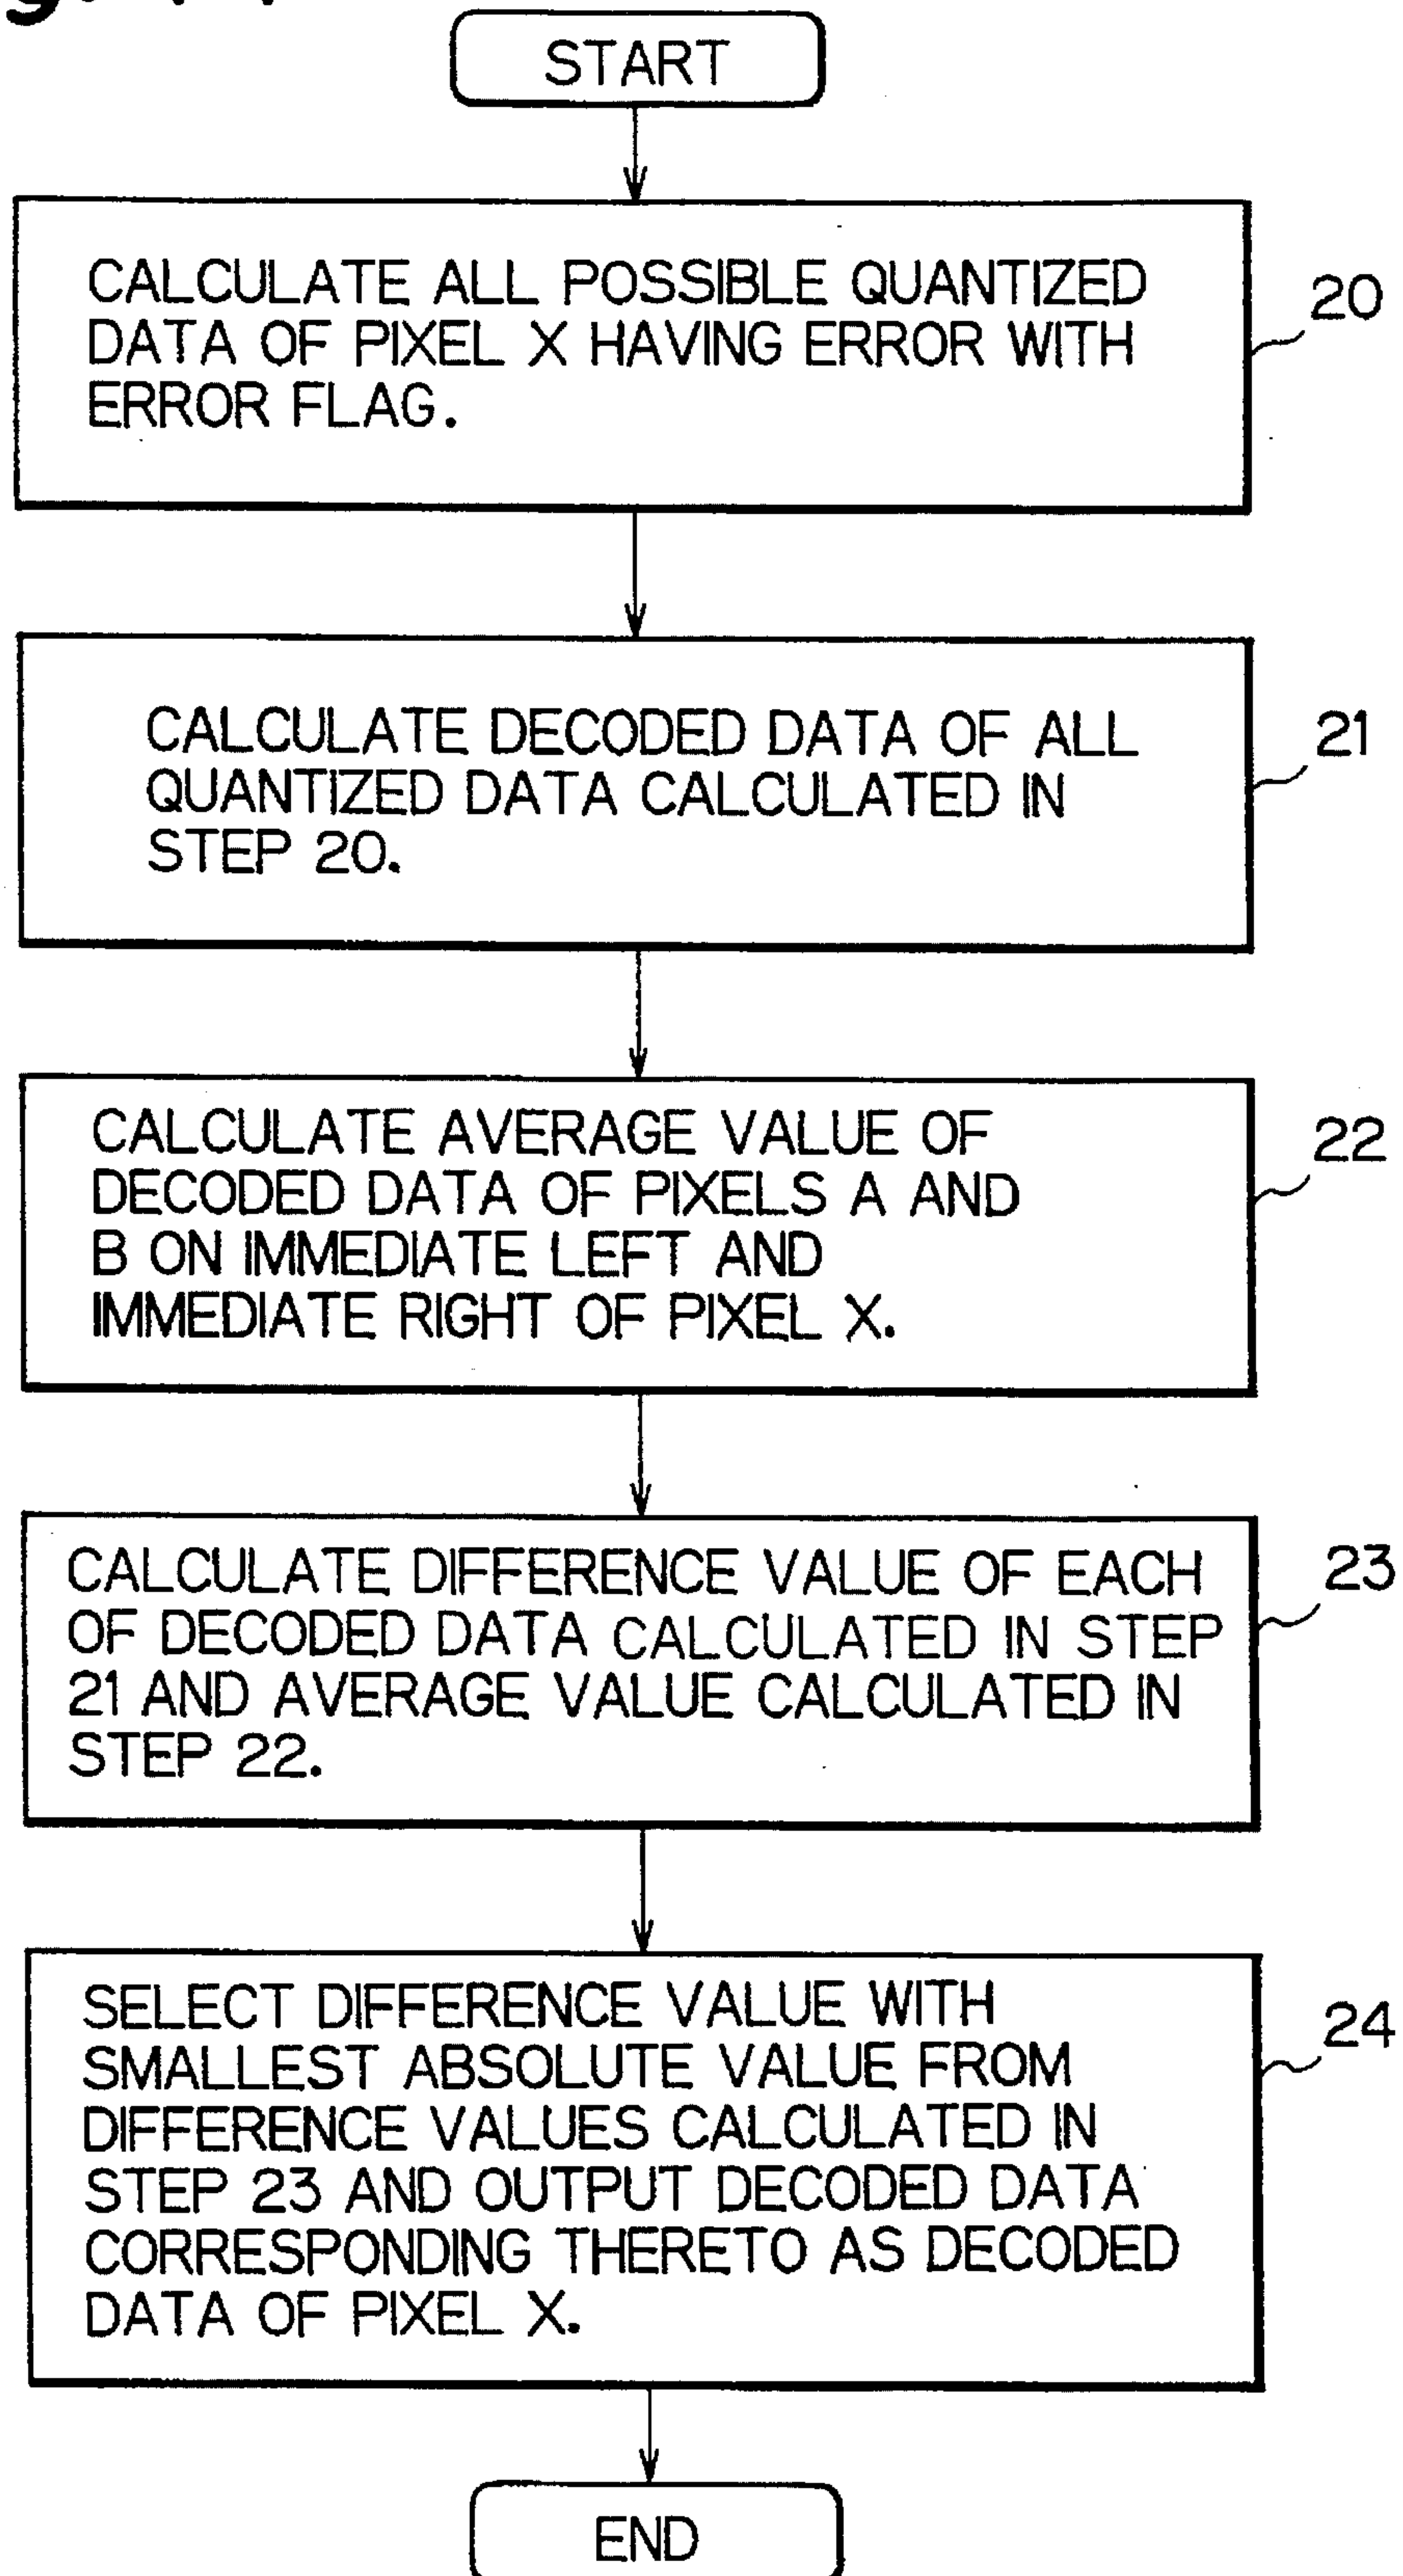 START
CALCULATE ALL POSSIBLE QUANTIZED
DATA OF PIXEL X HAVING ERROR WITH
ERROR FLAG.
20
CALCULATE DECODED DATA OF ALL
QUANTIZED DATA CALCULATED IN
STEP 20.
21
CALCULATE AVERAGE VALUE OF
DECODED DATA OF PIXELS A AND
B ON IMMEDIATE LEFT AND
IMMEDIATE RIGHT OF PIXEL X.
22
CALCULATE DIFFERENCE VALUE OF EACH
OF DECODED DATA CALCULATED IN STEP
21 AND AVERAGE VALUE CALCULATED IN
STEP 22.
23
SELECT DIFFERENCE VALUE WITH
SMALLEST ABSOLUTE VALUE FROM
DIFFERENCE VALUES CALCULATED IN
STEP 23 AND OUTPUT DECODED DATA
CORRESPONDING THERETO AS DECODED
DATA OF PIXEL X.
24
END